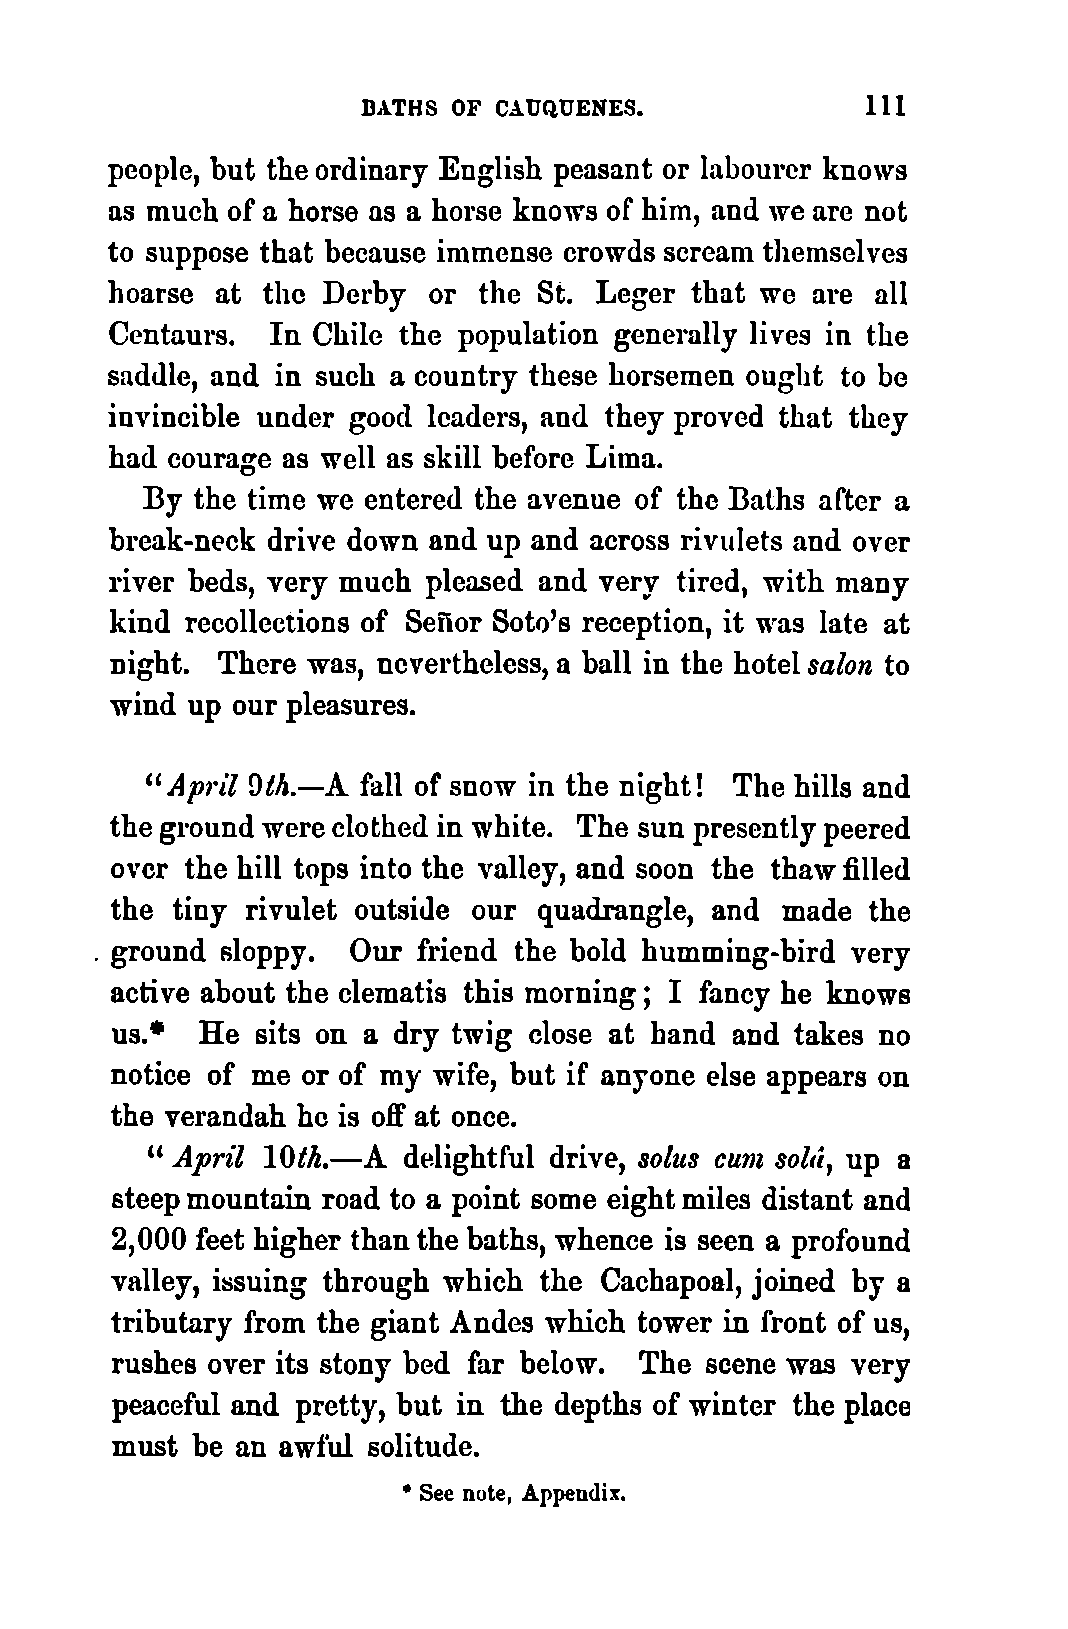 BATHS OF CAUQUENES. 111
people, but the ordinary English peasant or labourer knows
as much of a horse as a horse knows of him, and we are not
to suppose that because immense crowds scream themselves
hoarse at the Derby or the St. Leger that we are all
Centaurs. In Chile the population generally lives in the
saddle, and in such a country these horsemen ought to be
invincible under good leaders, and they proved that they
had courage as well as skill before Lima.
By the time we entered the avenue of the Baths after a
break-neck drive down and up and across rivulets and over
river beds, very much pleased and very tired, with many
kind recollections of Señor Soto's reception, it was late at
night. There was, nevertheless, a ball in the hotel salon to
wind up our pleasures.
"April 9th.—A fall of snow in the night! The hills and
the ground were clothed in white. The sun presently peered
over the hill tops into the valley, and soon the thaw filled
the tiny rivulet outside our quadrangle, and made the
ground sloppy. Our friend the bold humming-bird very
active about the clematis this morning; I fancy he knows
us.* He sits on a dry twig close at hand and takes no
notice of me or of my wife, but if anyone else appears on
the verandah he is off at once.
"April 10th.—A delightful drive, solus cum solâ, up a
steep mountain road to a point some eight miles distant and
2,000 feet higher than the baths, whence is seen a profound
valley, issuing through which the Cachapoal, joined by a
tributary from the giant Andes which tower in front of us,
rushes over its stony bed far below. The scene was very
peaceful and pretty, but in the depths of winter the place
must be an awful solitude.
* See note, Appendix.